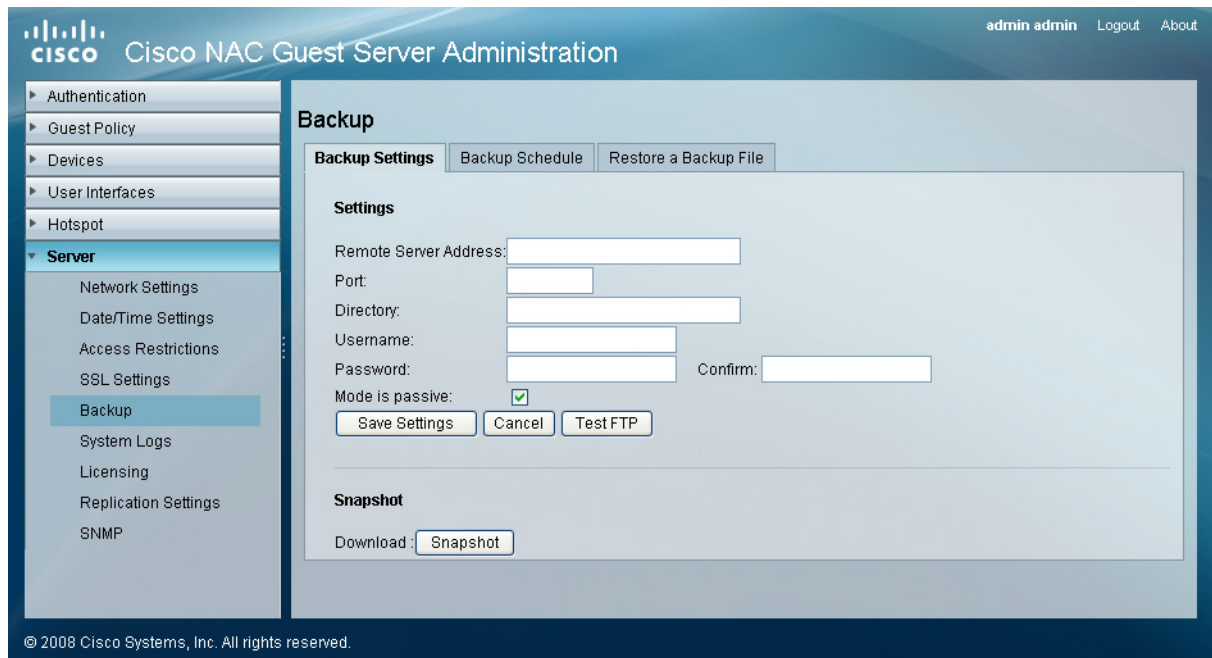 admin admin Logout About
CISCO Cisco NAC Guest Server Administration
Authentication
Guest Policy
Devices
User Interfaces
Hotspot
Server
Network Settings
Date/Time Settings
Access Restrictions
SSL Settings
Backup
System Logs
Licensing
Replication Settings
SNMP
Backup
Backup Settings Backup Schedule Restore a Backup File
Settings
Remote Server Address:
Port:
Directory:
Username:
Password: Confirm:
Mode is passive:
Save Settings Cancel Test FTP
Snapshot
Download : Snapshot
© 2008 Cisco Systems, Inc. All rights reserved.